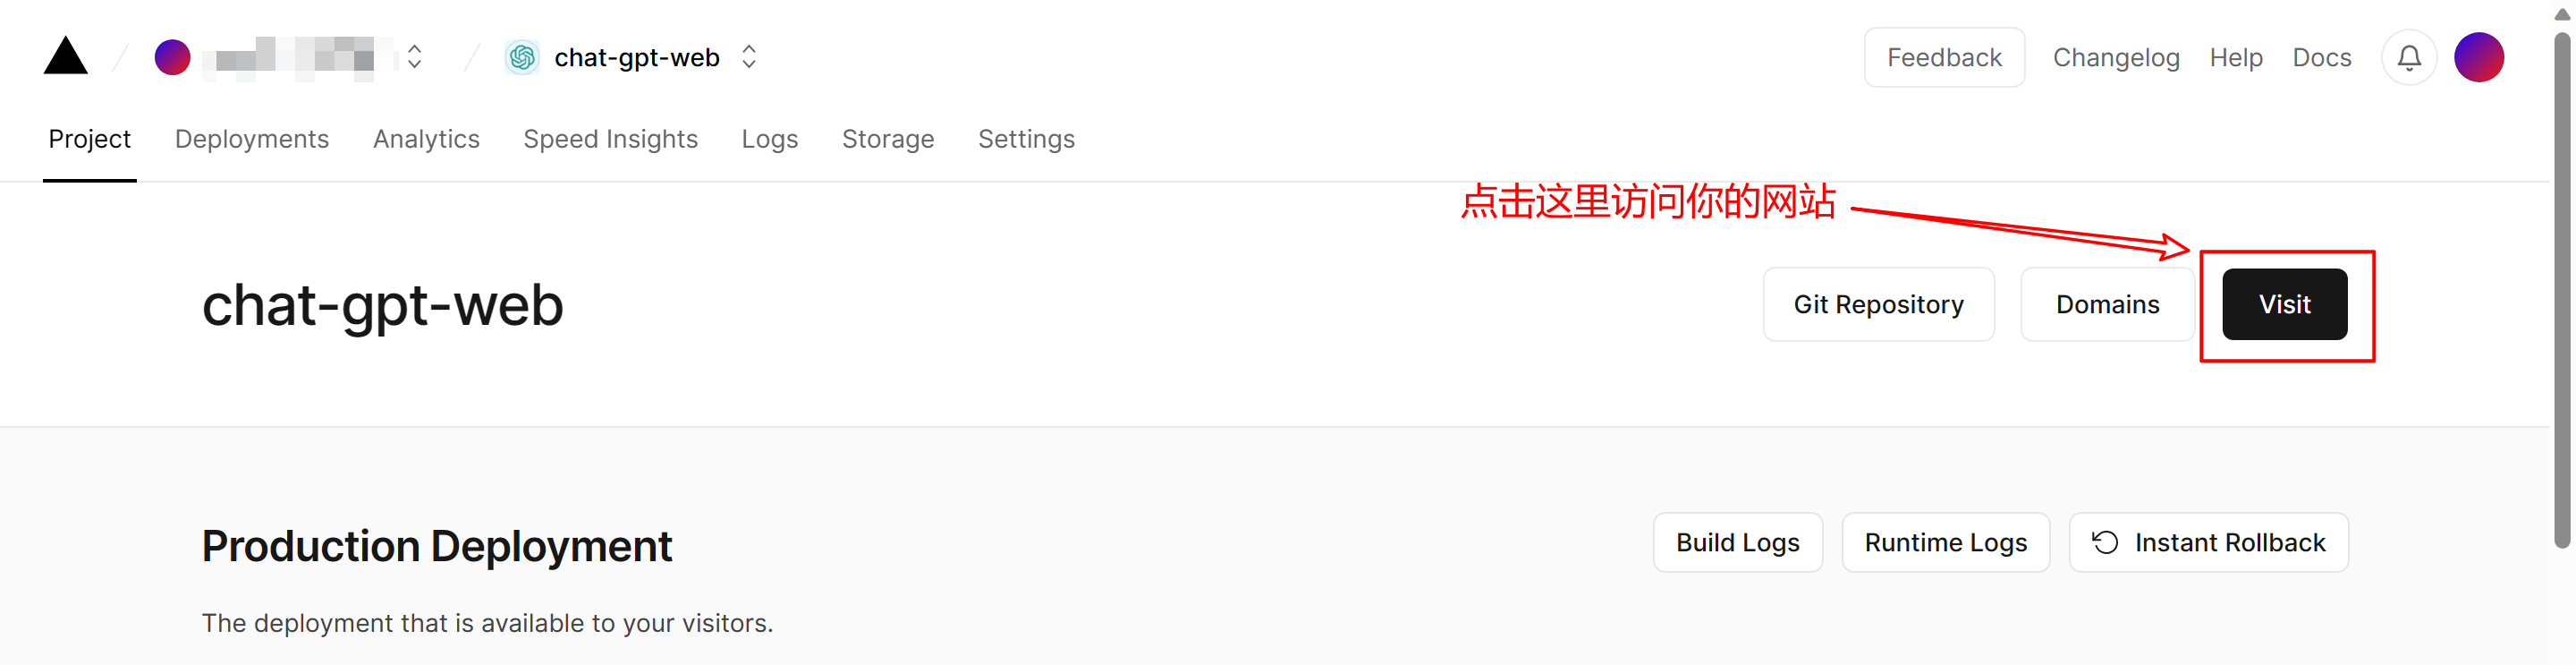 chat-gpt-web
Feedback
Changelog
Help
Docs
Project
Deployments
Analytics
Speed Insights
Logs
Storage
Settings
点击这里访问你的网站
chat-gpt-web
Git Repository
Domains
Visit
Production Deployment
Build Logs
Runtime Logs
Instant Rollback
The deployment that is available to your visitors.